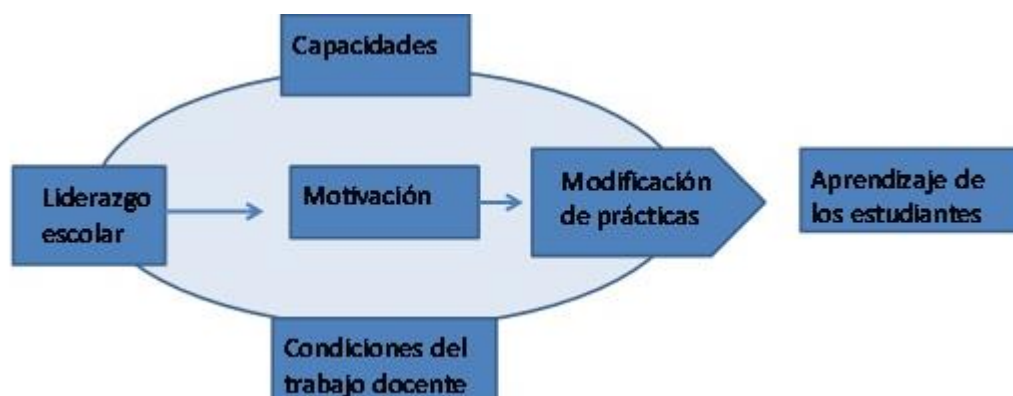 Capacidades
Liderazgo
escolar
Motivación
Modificación
de prácticas
Aprendizaje de
los estudiantes
Condiciones del
trabajo docente